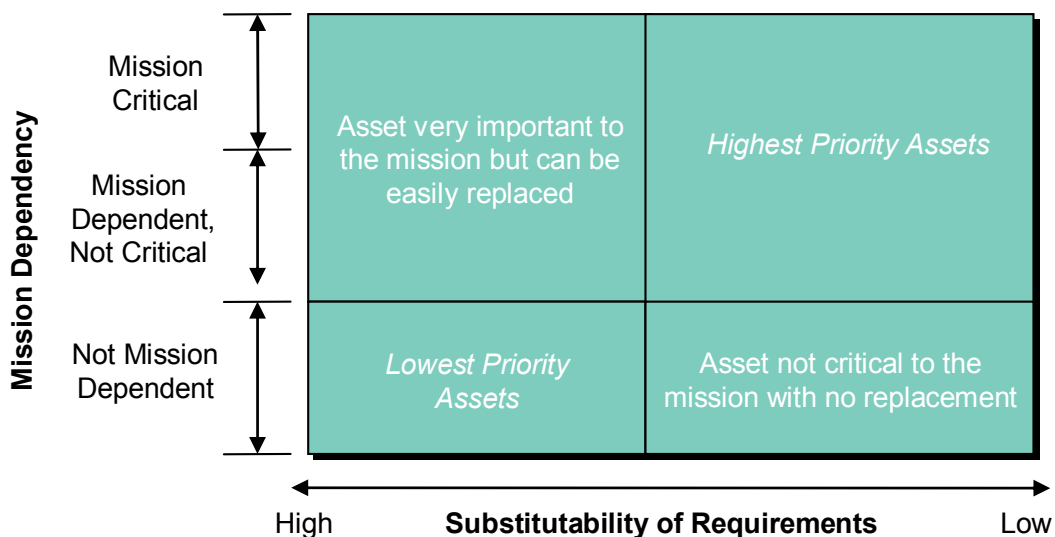 Mission Dependency
Mission
Critical
Mission
Dependent,
Not Critical
Not Mission
Dependent
Asset very important to
the mission but can be
easily replaced
Highest Priority Assets
Lowest Priority
Assets
Asset not critical to the
mission with no replacement
High
Substitutability of Requirements
Low